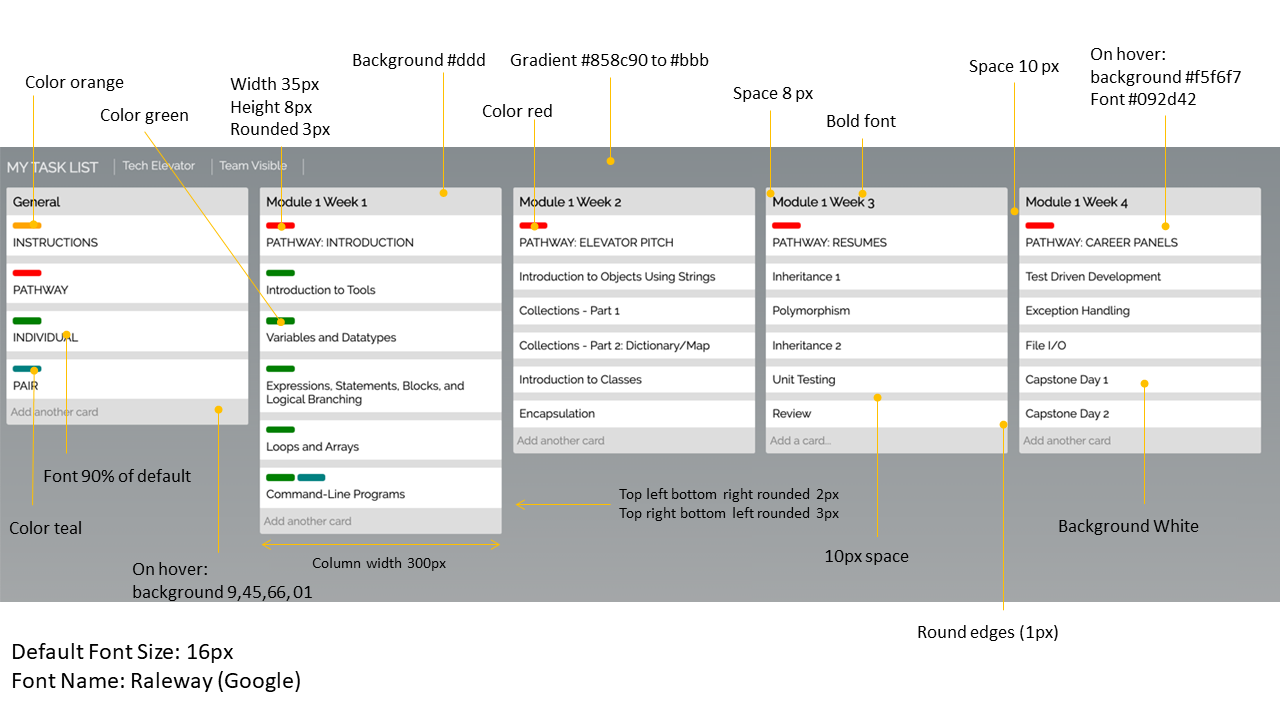 Color orange
Color green
Width 35px
Height 8px
Rounded 3px
Background #ddd
Gradient #858c90 to #bbb
Color red
Space 8 px
Bold font
Space 10 px
On hover:
background #f5f6f7
Font #092d42
MY TASK LIST
Tech Elevator
Team Visible
General
INSTRUCTIONS
PATHWAY
INDIVIDUAL
PAIR
Add another card
Module 1 Week 1
PATHWAY: INTRODUCTION
Introduction to Tools
Variables and Datatypes
Expressions, Statements, Blocks, and
Logical Branching
Loops and Arrays
Command-Line Programs
Add another card
Module 1 Week 2
PATHWAY: ELEVATOR PITCH
Introduction to Objects Using Strings
Collections - Part 1
Collections - Part 2: Dictionary/Map
Introduction to Classes
Encapsulation
Add another card
Module 1 Week 3
PATHWAY: RESUMES
Inheritance 1
Polymorphism
Inheritance 2
Unit Testing
Review
Add a card...
Module 1 Week 4
PATHWAY: CAREER PANELS
Test Driven Development
Exception Handling
File I/O
Capstone Day 1
Capstone Day 2
Add another card
Font 90% of default
Color teal
On hover:
background 9,45,66, 01
Column width 300px
Top left bottom right rounded 2px
Top right bottom left rounded 3px
10px space
Background White
Round edges (1px)
Default Font Size: 16px
Font Name: Raleway (Google)